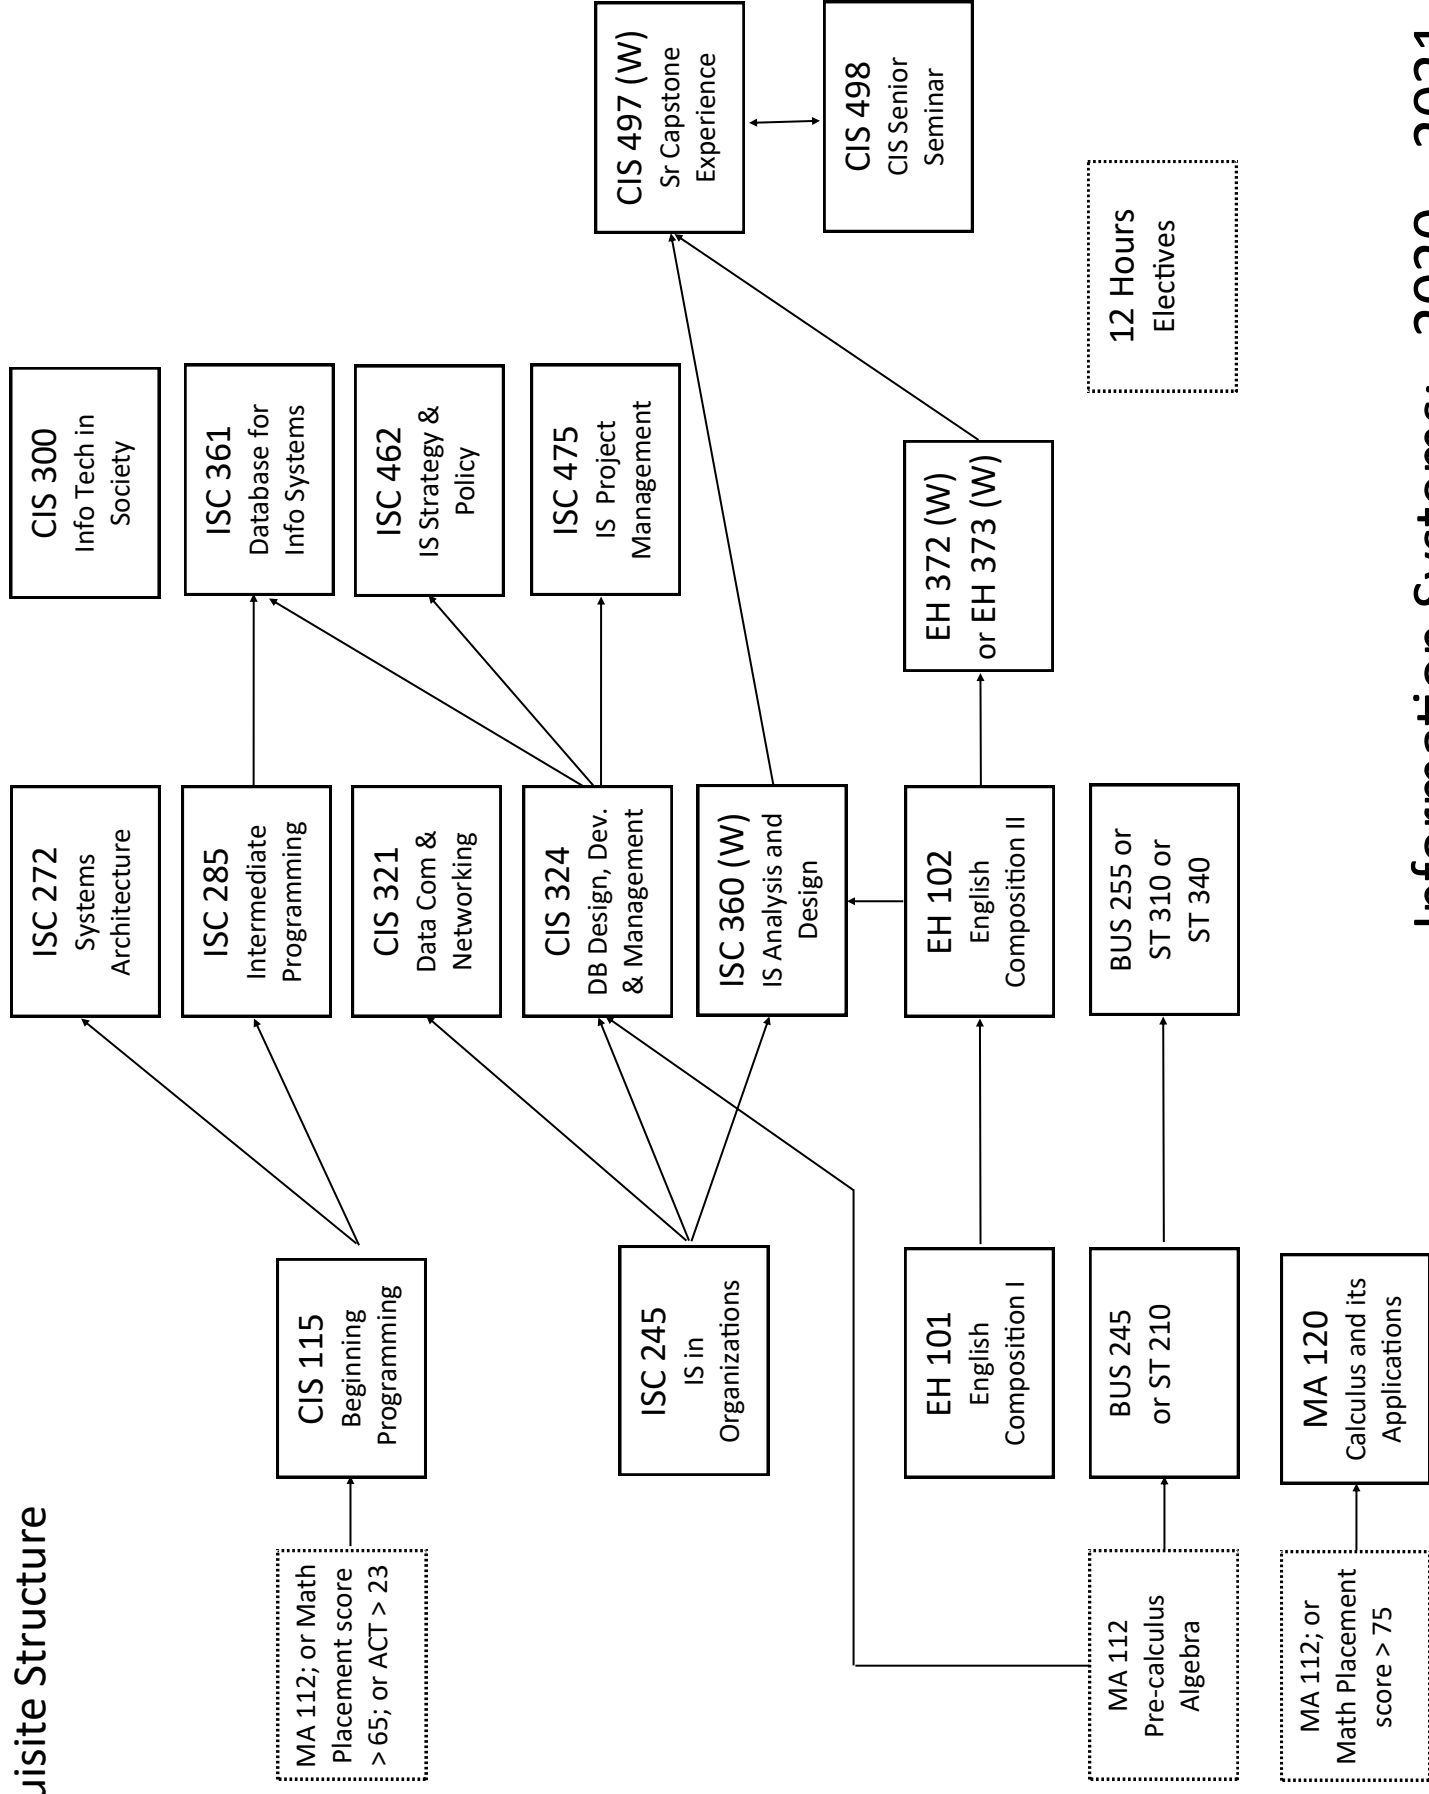 uisite Structure
ISC 272
Systems
Architecture
CIS 300
Info Tech in
Society
MA 112; or Math
Placement score
> 65; or ACT > 23
CIS 115
Beginning
Programming
ISC 285
Intermediate
Programming
ISC 361
Database for
Info Systems
CIS 321
Data Com &
Networking
ISC 462
IS Strategy &
Policy
CIS 324
DB Design, Dev.
& Management
ISC 475
IS Project
Management
CIS 497 (W)
Sr Capstone
Experience
ISC 245
IS in
Organizations
ISC 360 (W)
IS Analysis and
Design
CIS 498
CIS Senior
Seminar
EH 101
English
Composition I
EH 102
English
Composition II
EH 372 (W)
or EH 373 (W)
MA 112
Pre-calculus
Algebra
BUS 245
or ST 210
BUS 255 or
ST 310 or
ST 340
12 Hours
Electives
MA 112; or
Math Placement
score > 75
MA 120
Calculus and its
Applications
Information Systems 2020 2021